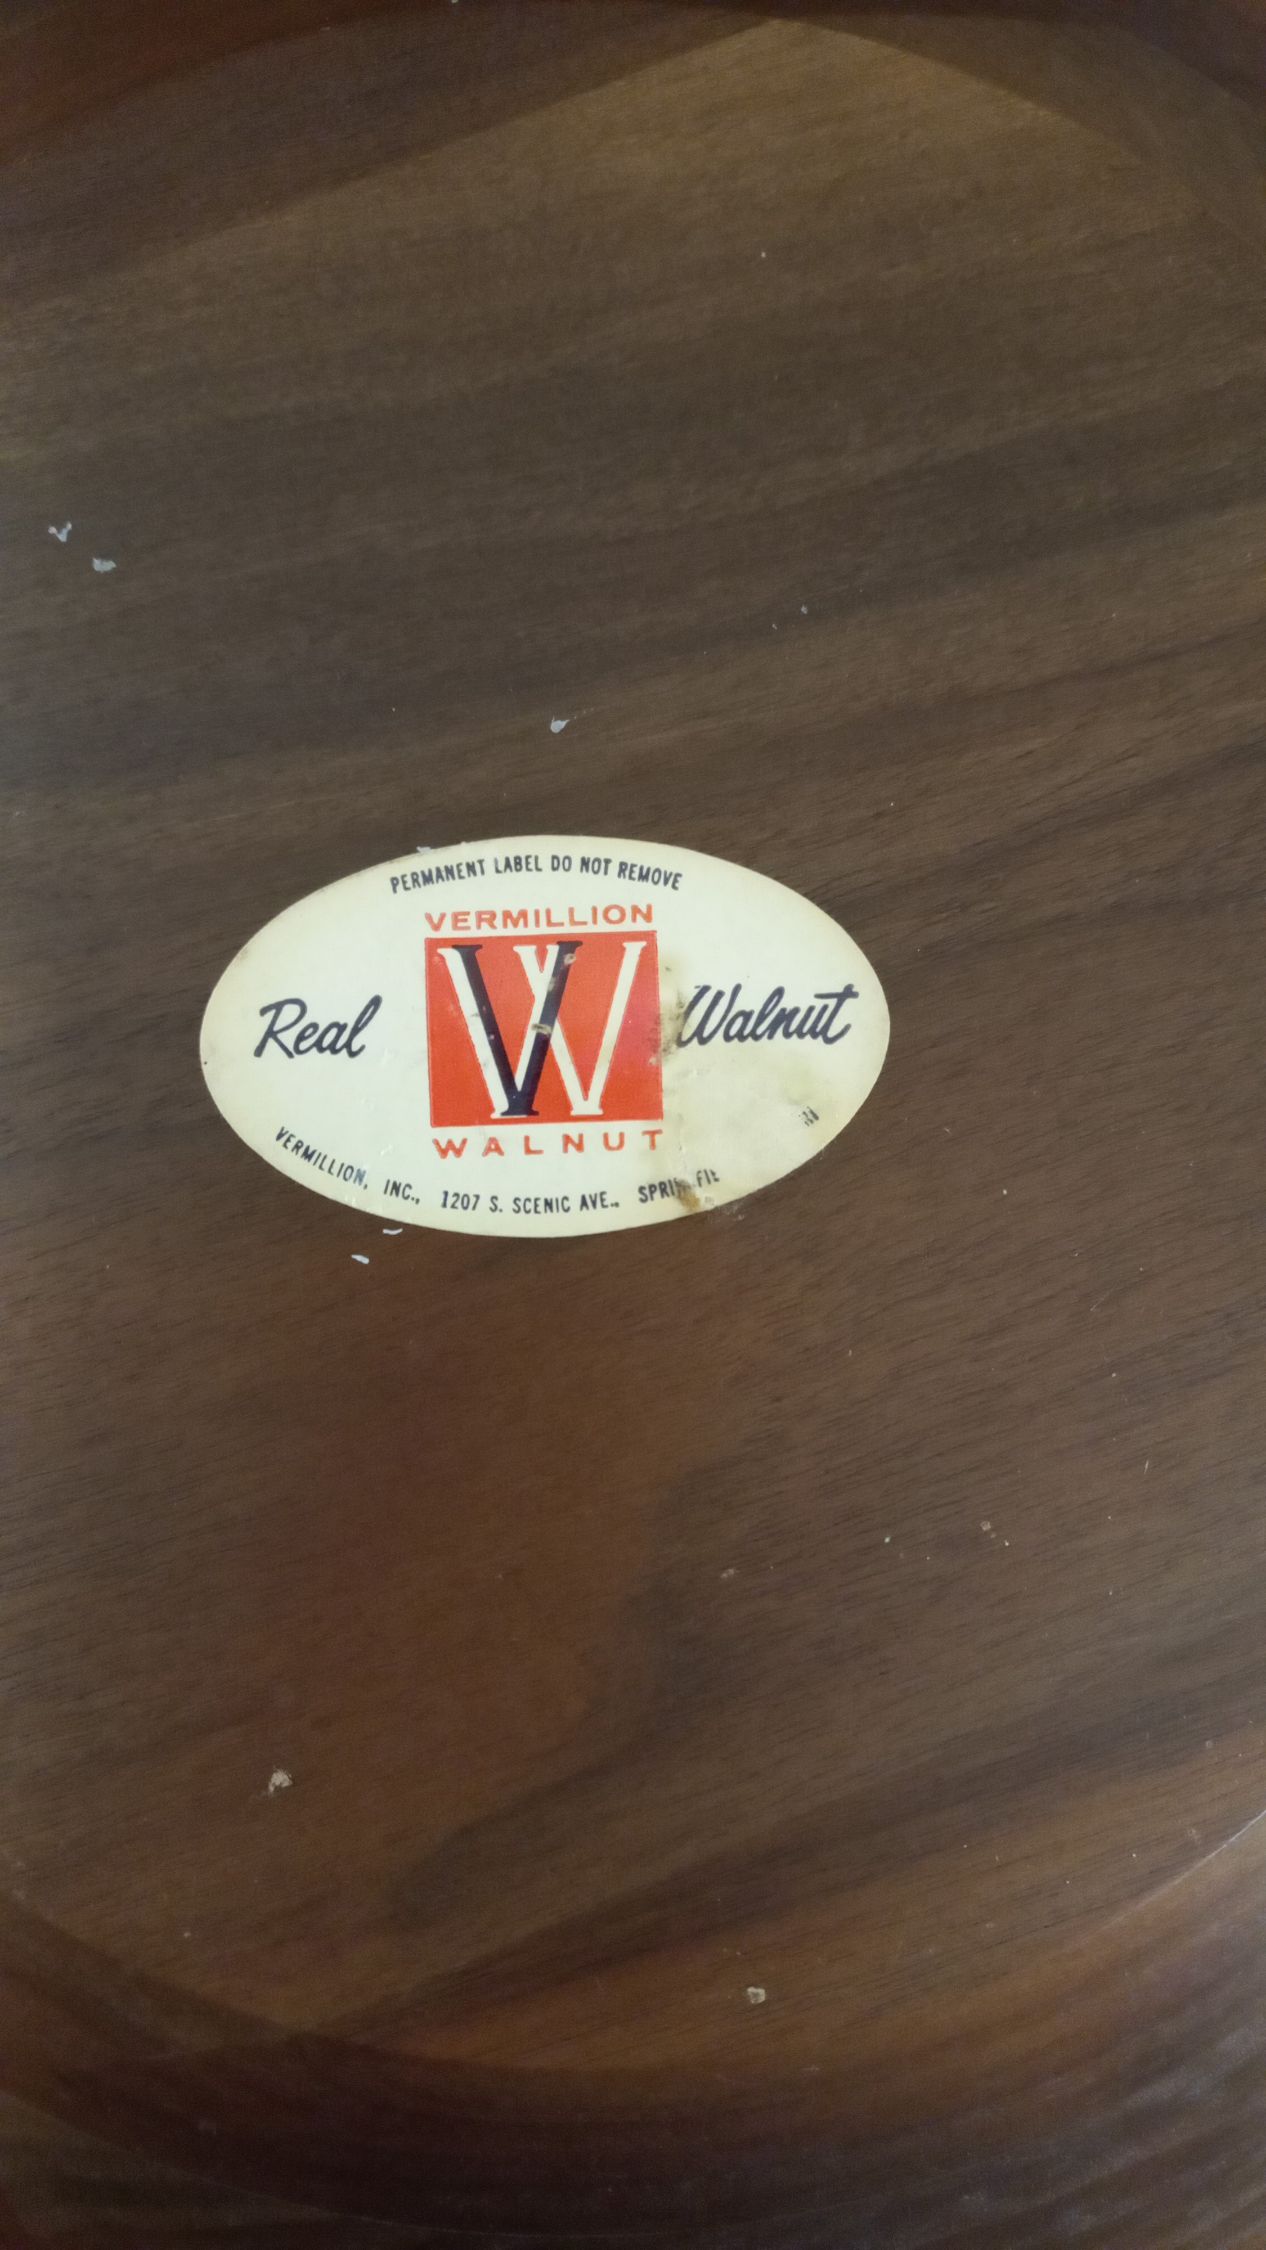 PERMANENT LABEL DO NOT REMOVE
VERMILLION
VW
Real Walnut
WALNUT
VERMILLION, INC., 1207 S. SCENIC AVE.,